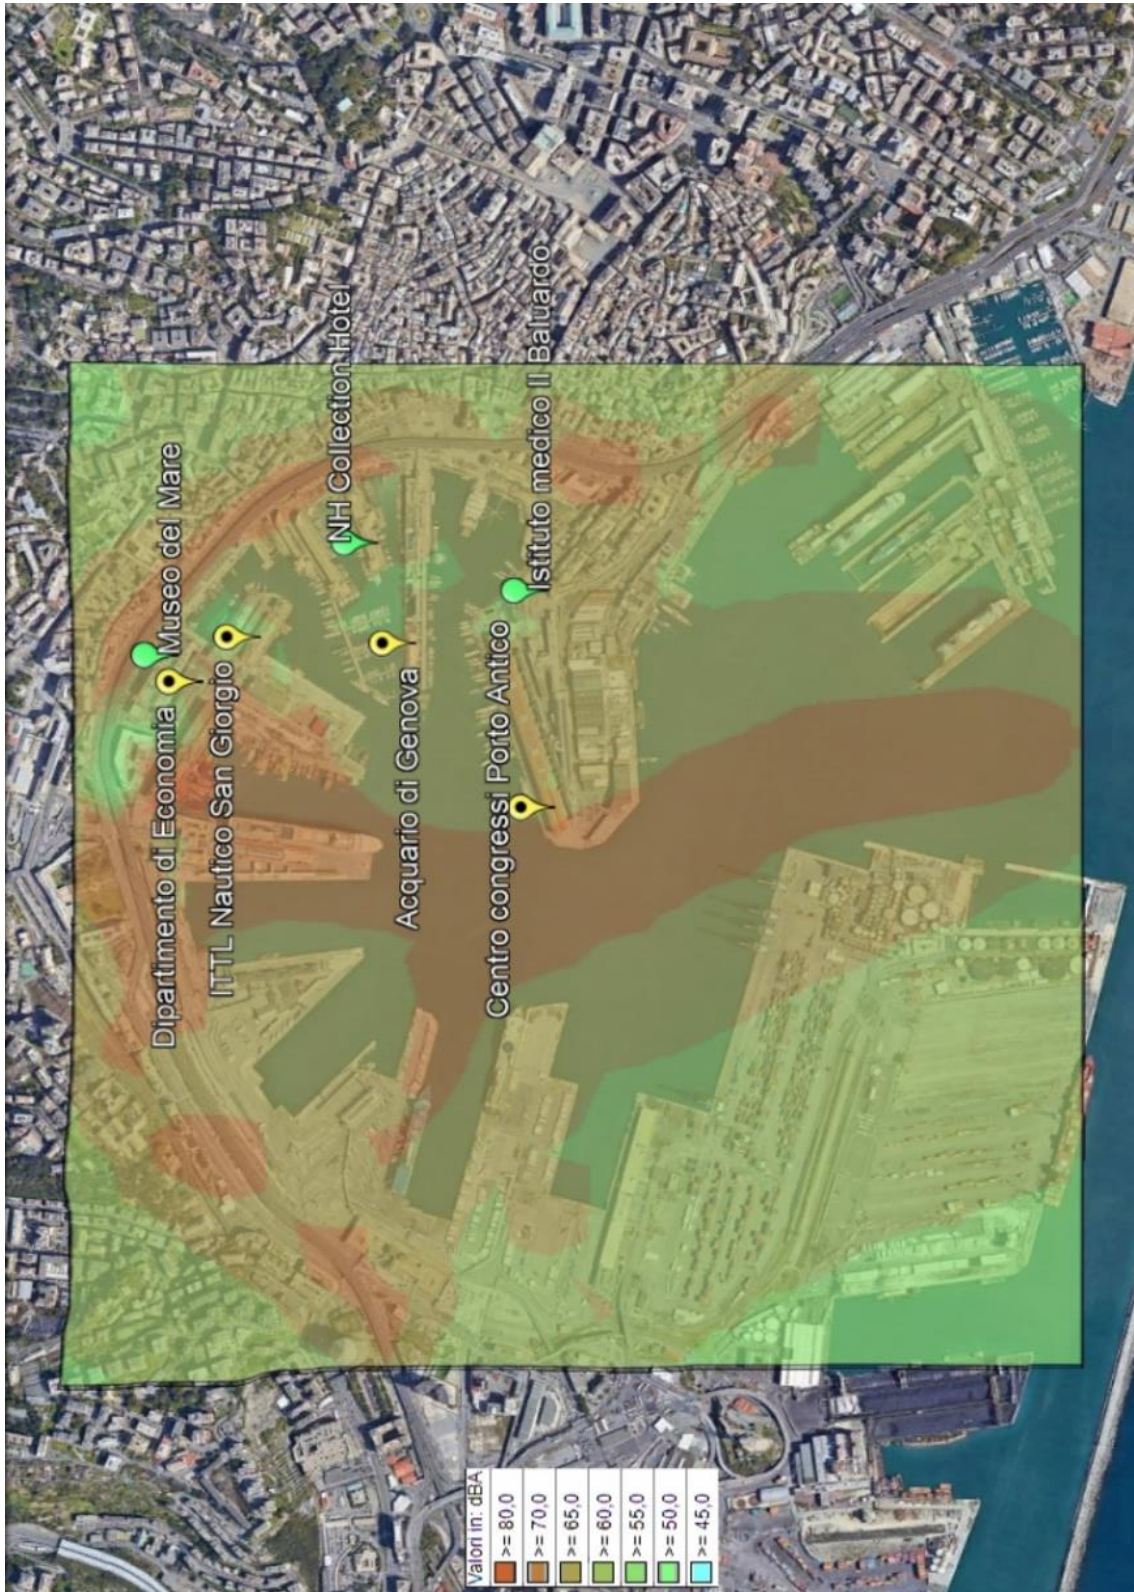 Museo del Mare
Dipartimento di Economia
ITTL Nautico San Giorgio
NH Collection Hotel
Acquario di Genova
Istituto medico Il Baluardo
Centro congressi Porto Antico
Valori in: dBA
>= 80,0
>= 70,0
>= 65,0
>= 60,0
>= 55,0
>= 50,0
>= 45,0